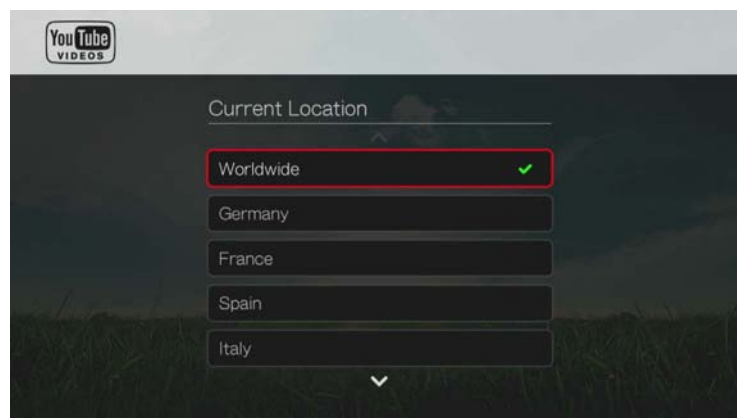 You Tube
VIDEOS
Current Location
Worldwide
Germany
France
Spain
Italy